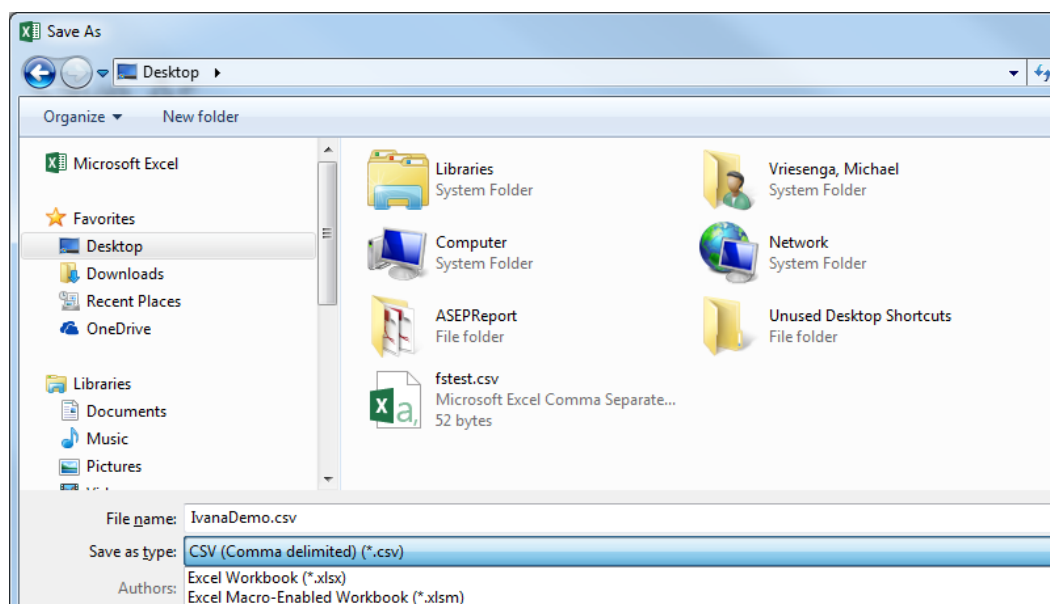 Save As
Desktop
Organize
New folder
Microsoft Excel
Favorites
Desktop
Downloads
Recent Places
OneDrive
Libraries
Documents
Music
Pictures
Libraries
System Folder
Vriesenga, Michael
System Folder
Computer
System Folder
Network
System Folder
ASEPReport
File folder
Unused Desktop Shortcuts
File folder
fstest.csv
Microsoft Excel Comma Separate...
52 bytes
File name: IvanaDemo.csv
Save as type: CSV (Comma delimited) (*.csv)
Authors:
Excel Workbook (*.xlsx)
Excel Macro-Enabled Workbook (*.xlsm)